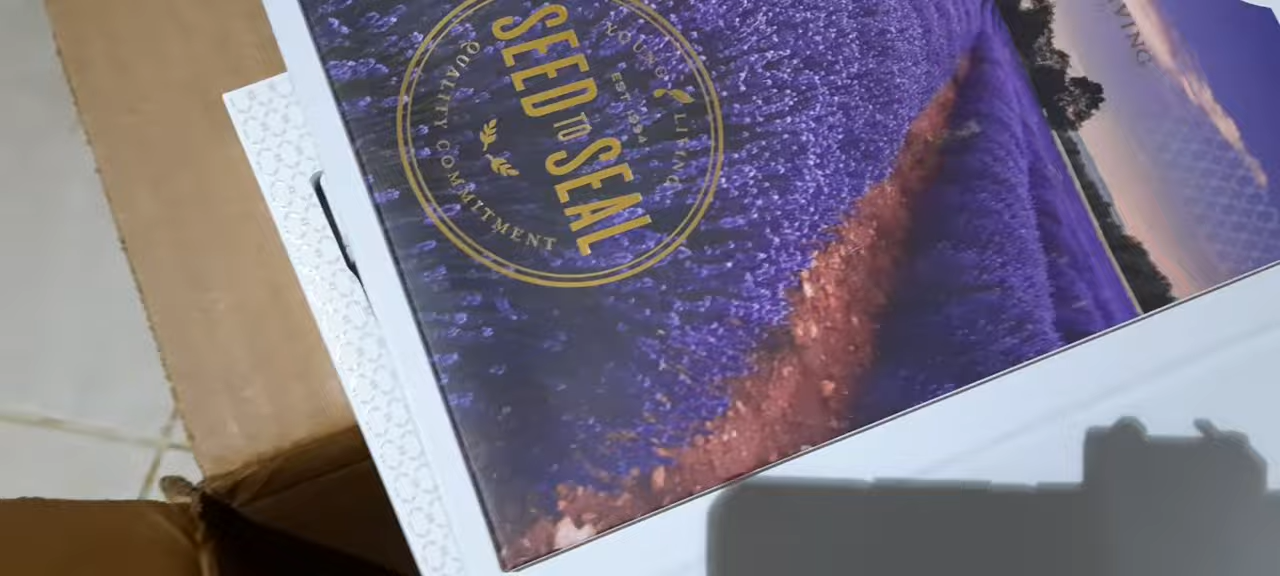 YOUNG LIVING
EST. 1994
SEED
TO
SEAL
QUALITY COMMITMENT